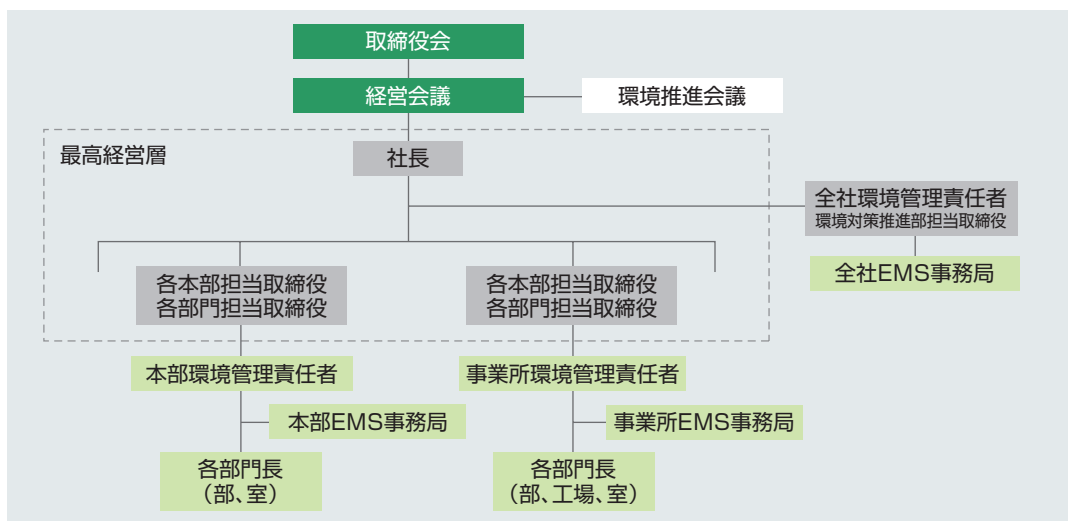 取締役会
経営会議
環境推進会議
最高経営層
社長
全社環境管理責任者
環境対策推進部担当取締役
全社EMS事務局
各本部担当取締役
各部門担当取締役
各本部担当取締役
各部門担当取締役
本部環境管理責任者
事業所環境管理責任者
本部EMS事務局
事業所EMS事務局
各部門長
（部、室）
各部門長
（部、工場、室）